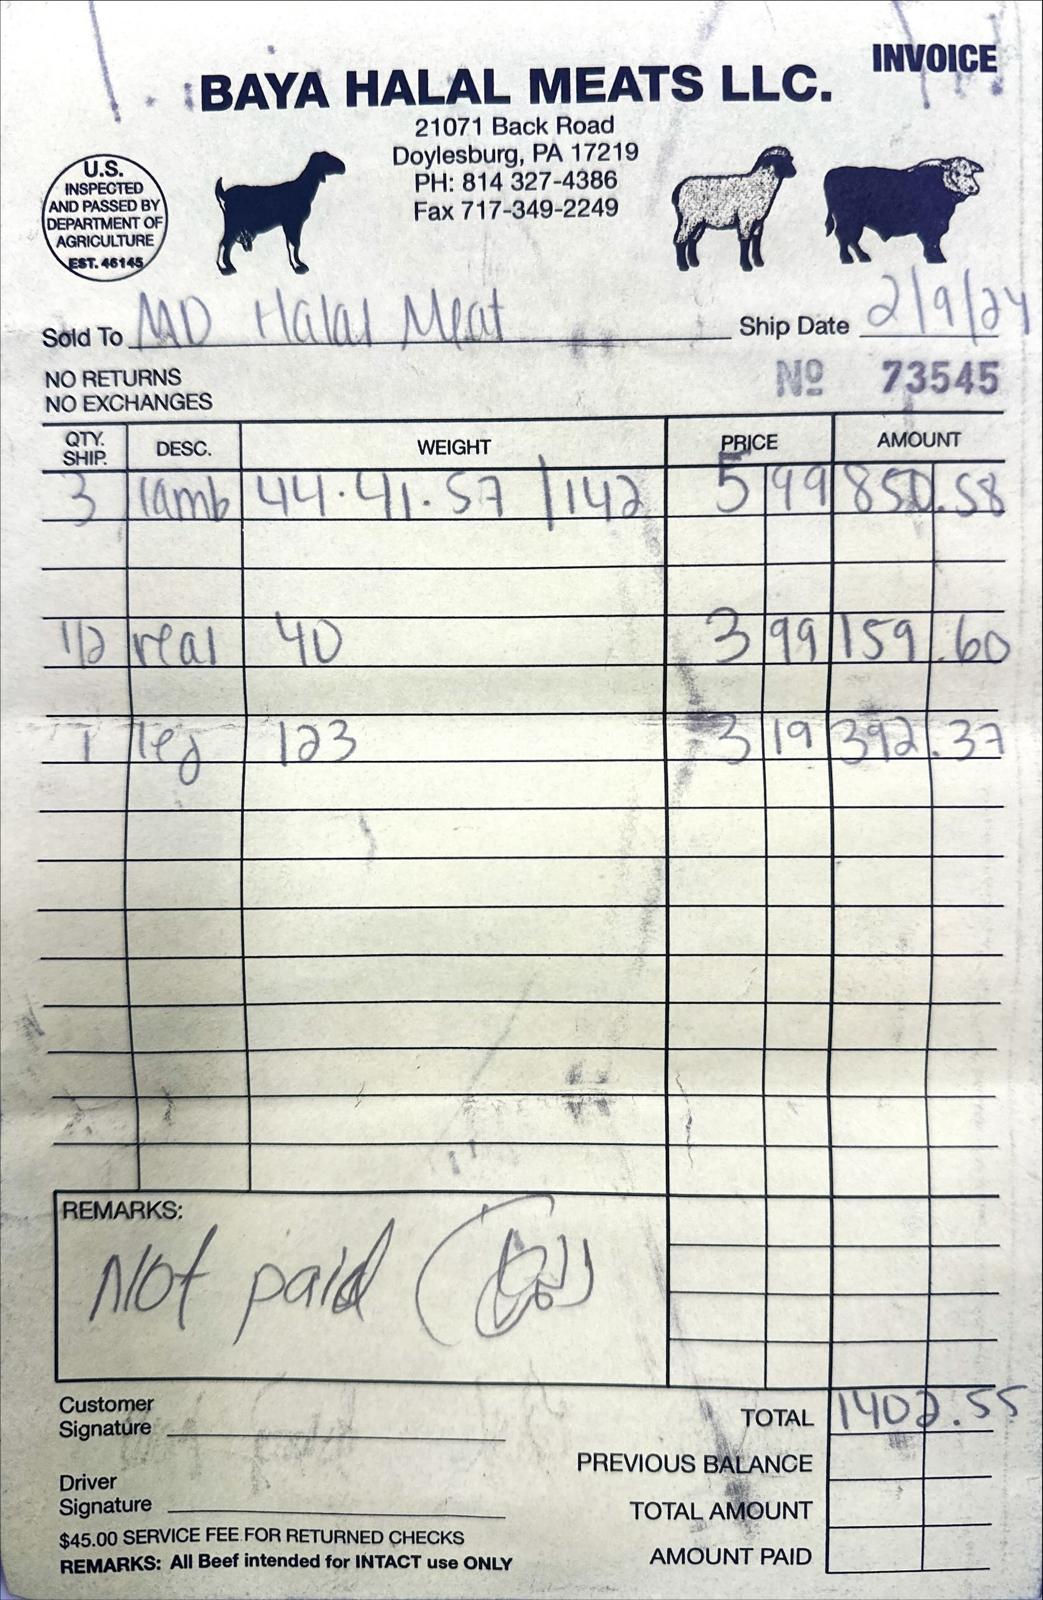 INVOICE
BAYA HALAL MEATS LLC.
21071 Back Road
Doylesburg, PA 17219
PH: 814 327-4386
Fax 717-349-2249
U.S.
INSPECTED
AND PASSED BY
DEPARTMENT OF
AGRICULTURE
EST. 46145
Sold To MD Halal Meat Ship Date 2/9/24
NO RETURNS
NO EXCHANGES
No 73545
QTY. SHIP. DESC. WEIGHT PRICE AMOUNT
3 lamb 44.41.57 /142 5 99 850.58
1/2 veal 40 3 99 159.60
1 leg 123 3 19 392.37
REMARKS:
Not paid
Customer
Signature
TOTAL 1402.55
PREVIOUS BALANCE
Driver
Signature
TOTAL AMOUNT
$45.00 SERVICE FEE FOR RETURNED CHECKS
AMOUNT PAID
REMARKS: All Beef intended for INTACT use ONLY